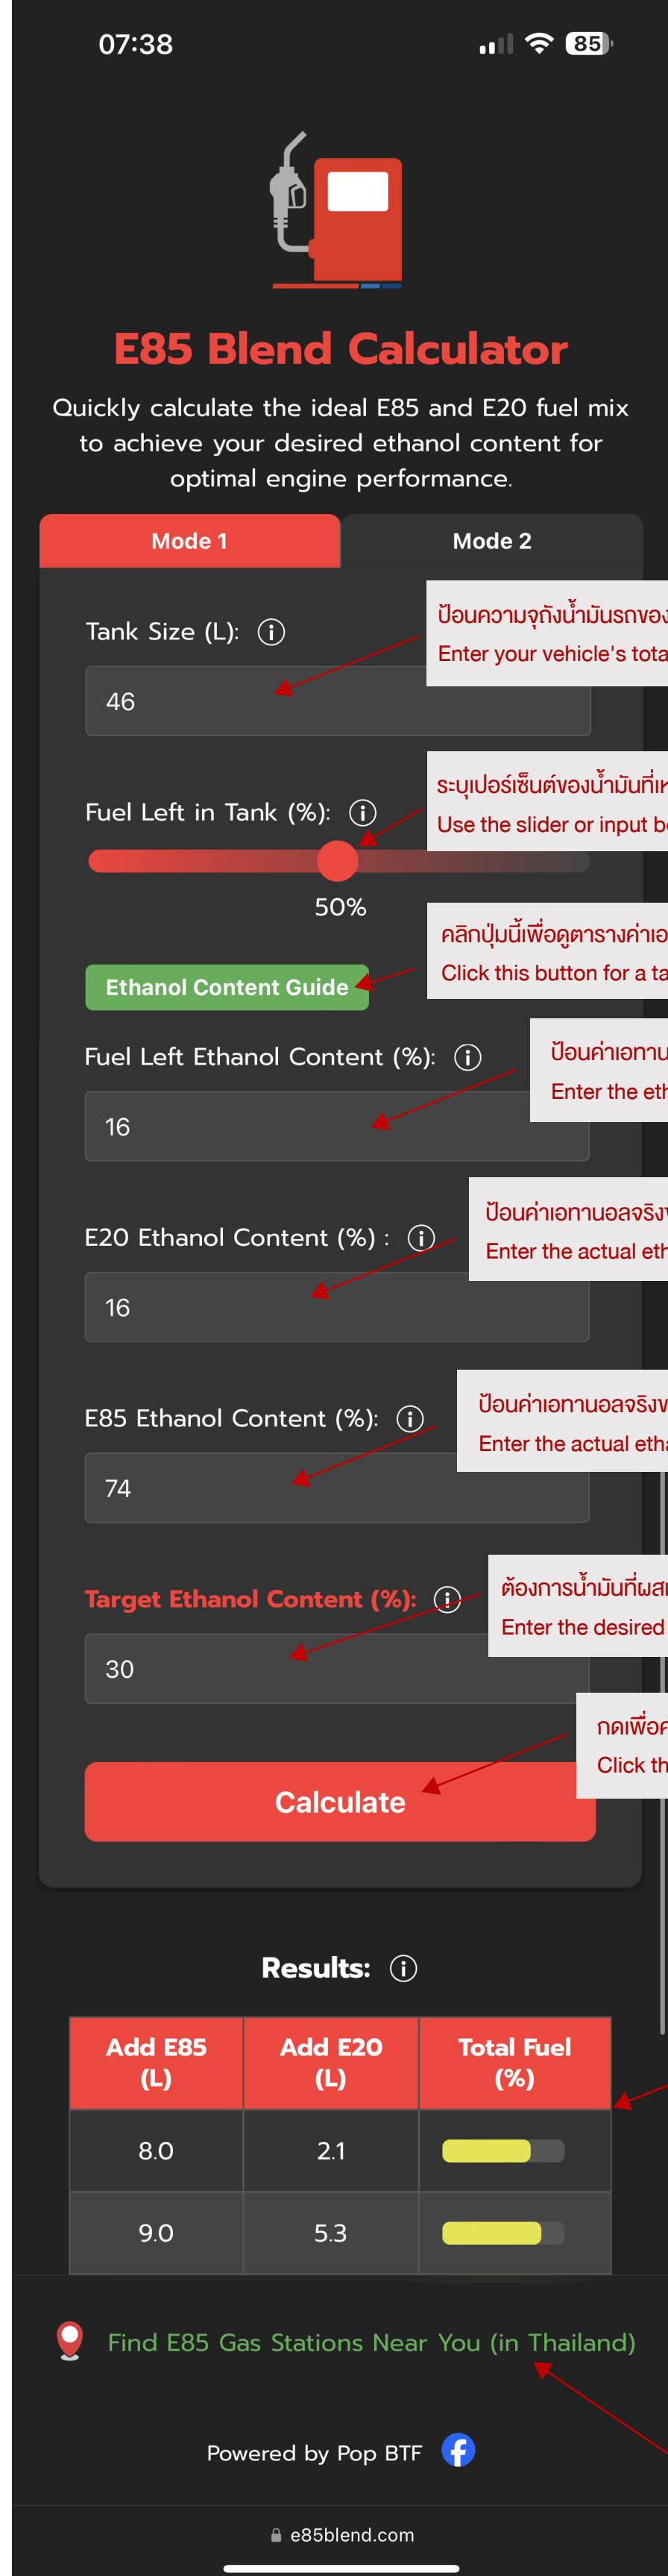 07:38
85
E85 Blend Calculator
Quickly calculate the ideal E85 and E20 fuel mix
to achieve your desired ethanol content for
optimal engine performance.
Mode 1
Mode 2
Tank Size (L):
ป้อนความจุถังน้ำมันรถของ
Enter your vehicle's tota
46
ระบุเปอร์เซ็นต์ของน้ำมันที่เห
Fuel Left in Tank (%):
Use the slider or input b
50%
คลิกปุ่มนี้เพื่อดูตารางค่าเอ
Click this button for a ta
Ethanol Content Guide
Fuel Left Ethanol Content (%):
ป้อนค่าเอทาน
Enter the eth
16
ป้อนค่าเอทานอลจริง
E20 Ethanol Content (%) :
Enter the actual eth
16
ป้อนค่าเอทานอลจริงข
E85 Ethanol Content (%):
Enter the actual etha
74
ต้องการน้ำมันที่ผส
Target Ethanol Content (%):
Enter the desired
30
กดเพื่อค
Click th
Calculate
Results:
Add E85 (L)
Add E20 (L)
Total Fuel (%)
8.0
2.1
9.0
5.3
Find E85 Gas Stations Near You (in Thailand)
Powered by Pop BTF
e85blend.com